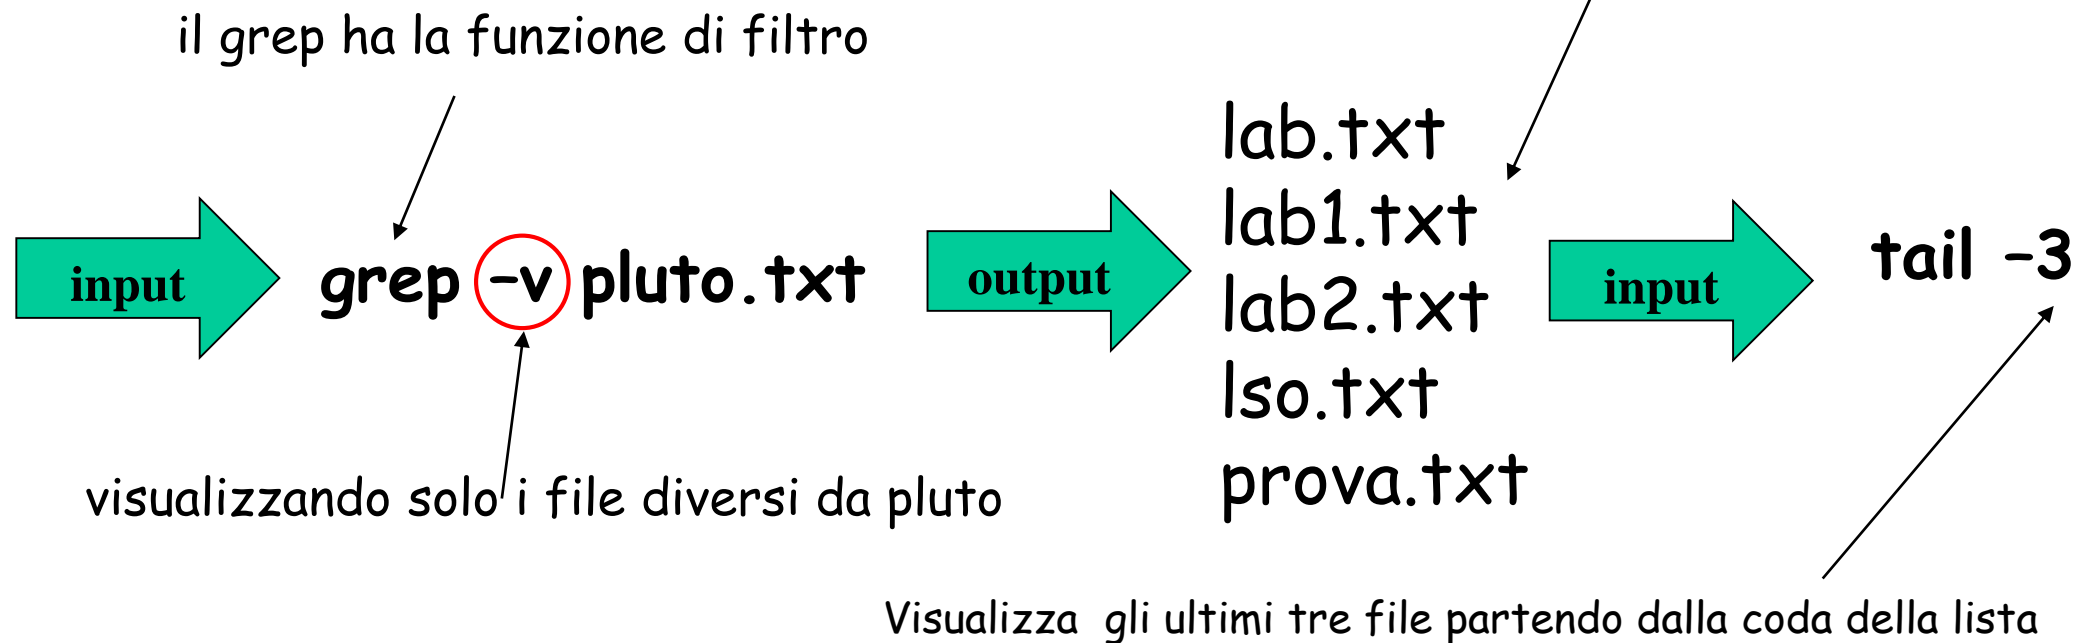 il grep ha la funzione di filtro
input
grep –v pluto.txt
output
lab.txt
lab1.txt
lab2.txt
lso.txt
prova.txt
input
tail –3
visualizzando solo i file diversi da pluto
Visualizza gli ultimi tre file partendo dalla coda della lista